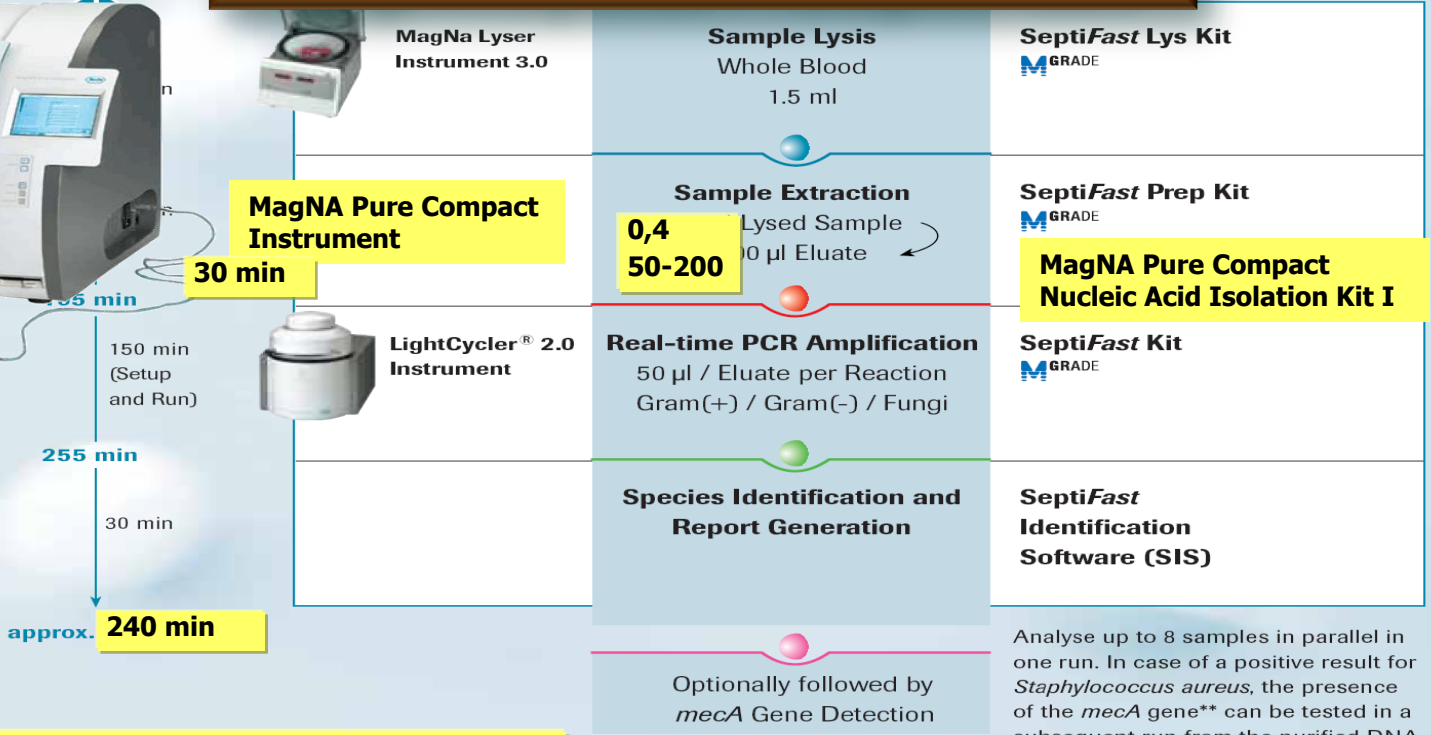 MagNa Lyser
Instrument 3.0
Sample Lysis
Whole Blood
1.5 ml
SeptiFast Lys Kit
M GRADE
MagNA Pure Compact
Instrument
30 min
Sample Extraction
Lysed Sample
µl Eluate
0,4
50-200
SeptiFast Prep Kit
M GRADE
MagNA Pure Compact
Nucleic Acid Isolation Kit I
min
150 min
(Setup
and Run)
LightCycler® 2.0
Instrument
Real-time PCR Amplification
50 µl / Eluate per Reaction
Gram(+) / Gram(-) / Fungi
SeptiFast Kit
M GRADE
255 min
30 min
Species Identification and
Report Generation
SeptiFast
Identification
Software (SIS)
approx. 240 min
Optionally followed by
mecA Gene Detection
Analyse up to 8 samples in parallel in
one run. In case of a positive result for
Staphylococcus aureus, the presence
of the mecA gene** can be tested in a
subsequent run from the purified DNA